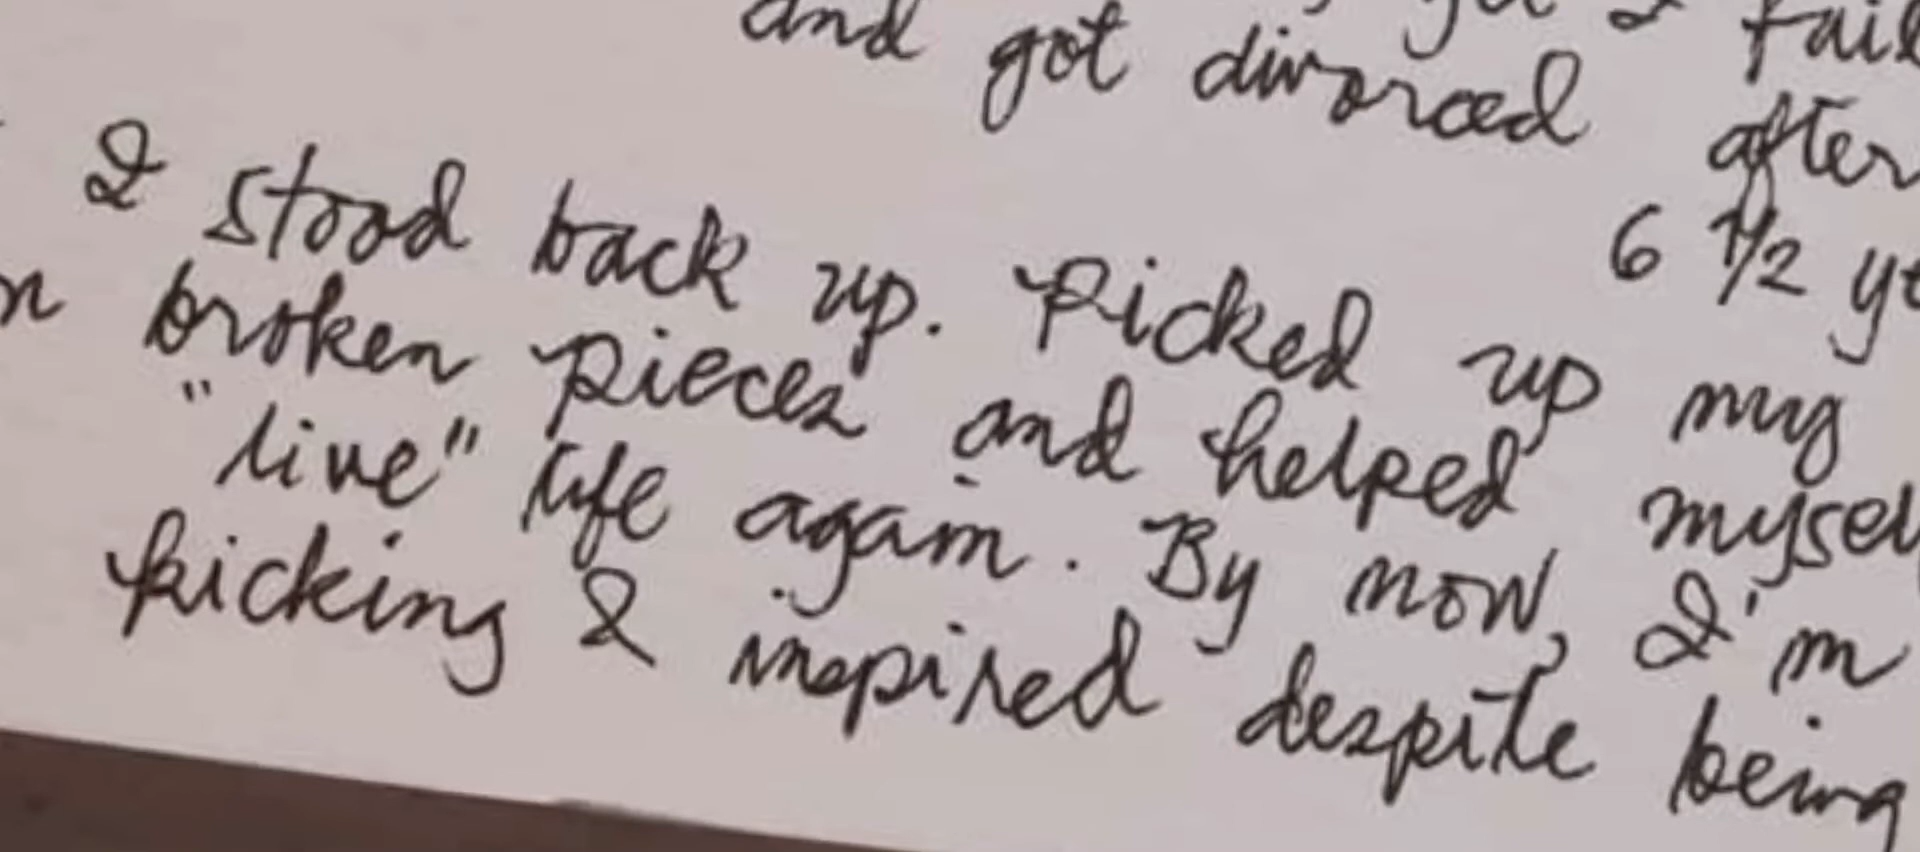 I fail
and got divorced after
6 1/2 
I stood back up. Picked up my
broken pieces and helped
"live" life again. By now, I'm
kicking & inspired despite being